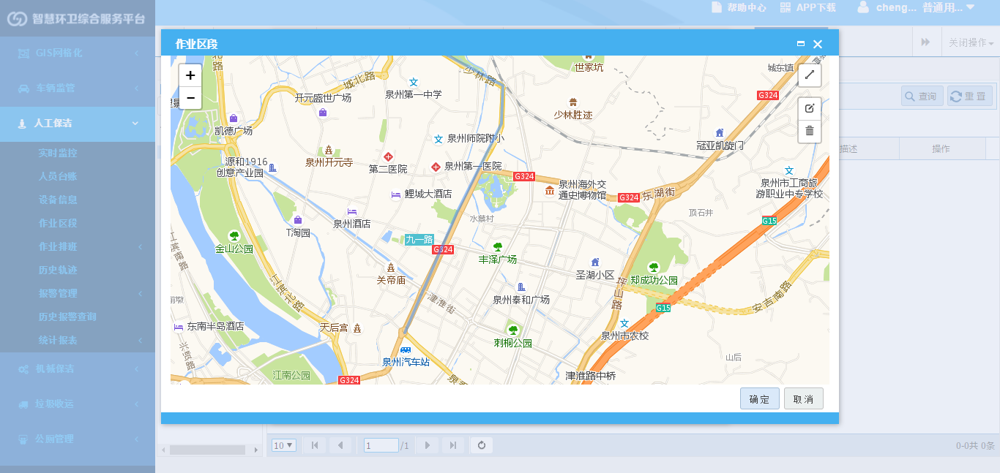 智慧环卫综合服务平台
帮助中心
APP下载
cheng... 普通用...
GIS网格化
车辆监管
人工保洁
实时监控
人员台账
设备信息
作业区段
作业排班
历史轨迹
报警管理
历史报警查询
统计报表
机械保洁
垃圾收运
公厕管理
关闭操作
查询
重置
描述
操作
作业区段
+
−
北路
城北路
少林路
世家坑
城东镇
G324
开元盛世广场
泉州第一中学
少林胜迹
凯德广场
泉州师院附小
冠亚凯旋门
源和1916
创意产业园
泉州开元寺
第二医院
泉州第一医院
G324
泉州海外交
通史博物馆
G324
东湖街
泉州市工商旅
游职业中专学校
鲤城大酒店
水蔡村
顶石井
G15
泉州酒店
T淘园
九一路
G324
金山公园
丰泽广场
江滨南路
关帝庙
圣湖小区
郑成功公园
江滨北路
坪山路
泉州泰和广场
津淮街
安吉南路
G15
东南半岛酒店
天后宫
泉州市农校
刺桐公园
兴贤路
泉州汽车站
山后
江南公园
G324
津淮路中桥
确定
取消
10
1
/1
0-0共 0条